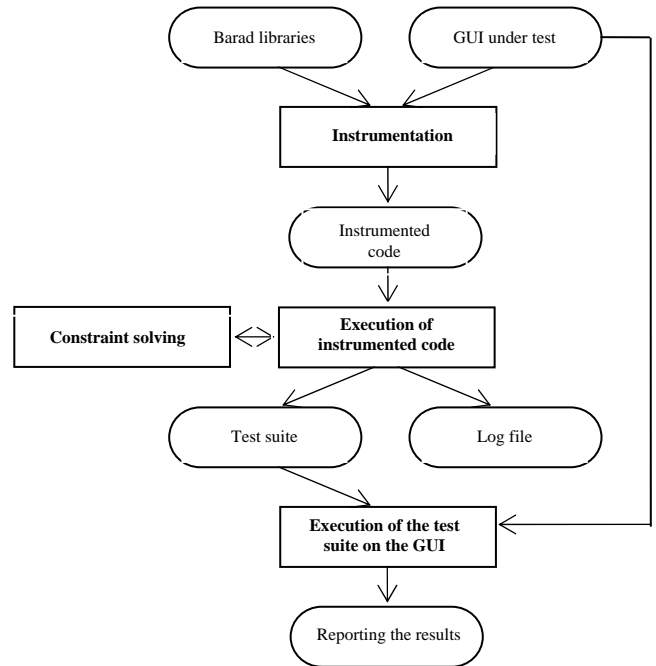 Barad libraries
GUI under test
Instrumentation
Instrumented
code
Constraint solving
Execution of
instrumented code
Test suite
Log file
Execution of the test
suite on the GUI
Reporting the results